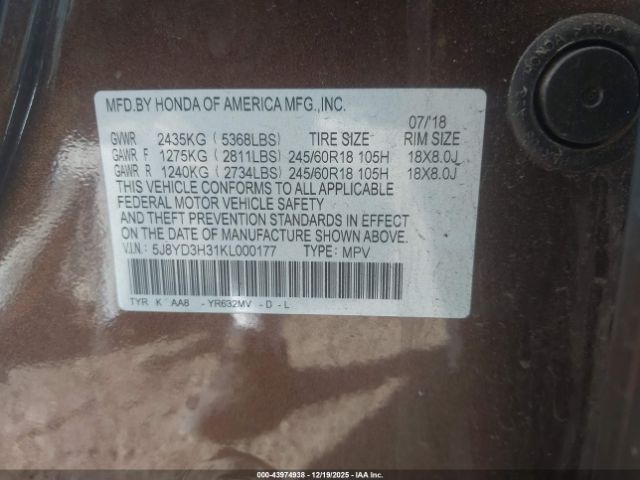 HONDA
MFD.BY HONDA OF AMERICA MFG.,INC.
07/'18
GVWR 2435KG ( 5368LBS) TIRE SIZE RIM SIZE
GAWR F 1275KG ( 2811LBS) 245/60R18 105H 18X8.0J
GAWR R 1240KG ( 2734LBS) 245/60R18 105H 18X8.0J
THIS VEHICLE CONFORMS TO ALL APPLICABLE
FEDERAL MOTOR VEHICLE SAFETY
AND THEFT PREVENTION STANDARDS IN EFFECT
ON THE DATE OF MANUFACTURE SHOWN ABOVE.
V.I.N.: 5J8YD3H31KL000177 TYPE: MPV
TYR K AA8 - YR632MV - D - L
000-43974938 - 12/19/2025 - IAA Inc.